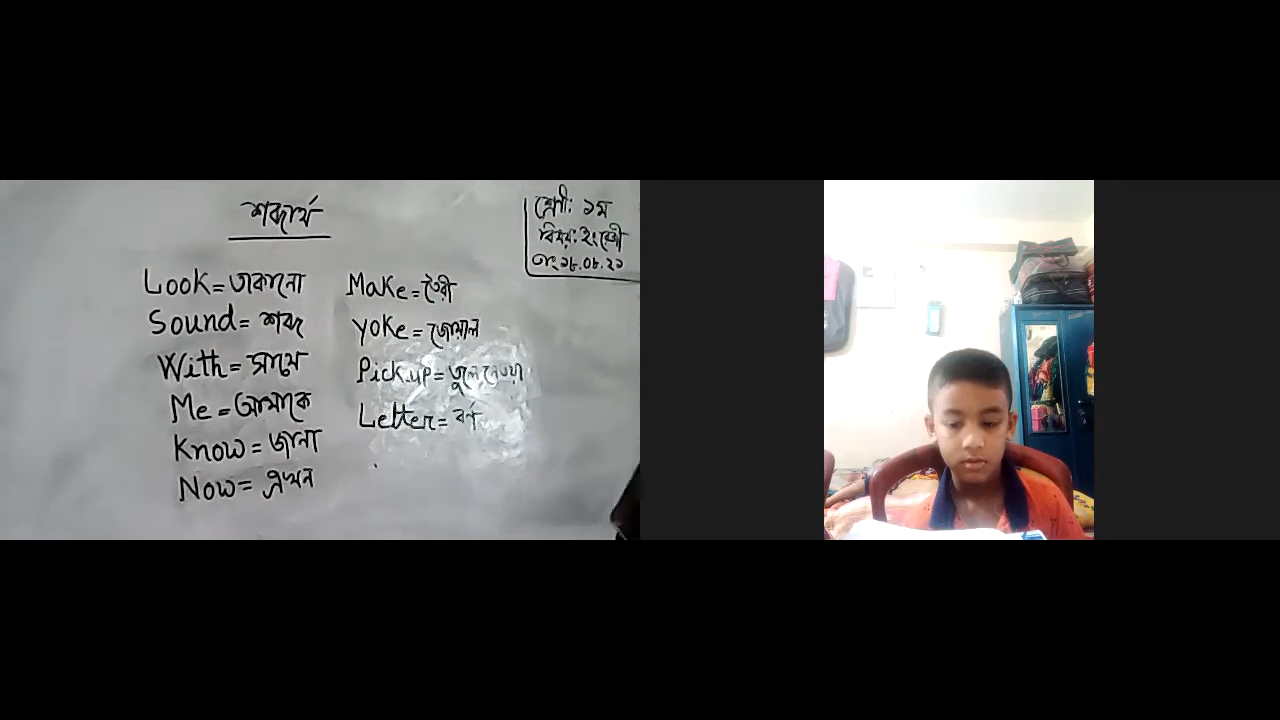 শব্দার্থ
শ্রেণী: ১ম
বিষয়: ইংরেজী
তাং ১৮.০৮.২১
Look = তাকানো
Sound = শব্দ
With = সাথে
Me = আমাকে
Know = জানা
Now = এখন
Make = তৈরী
Yoke = জোয়াল
Pick up = তুলে নেওয়া
Letter = বর্ণ